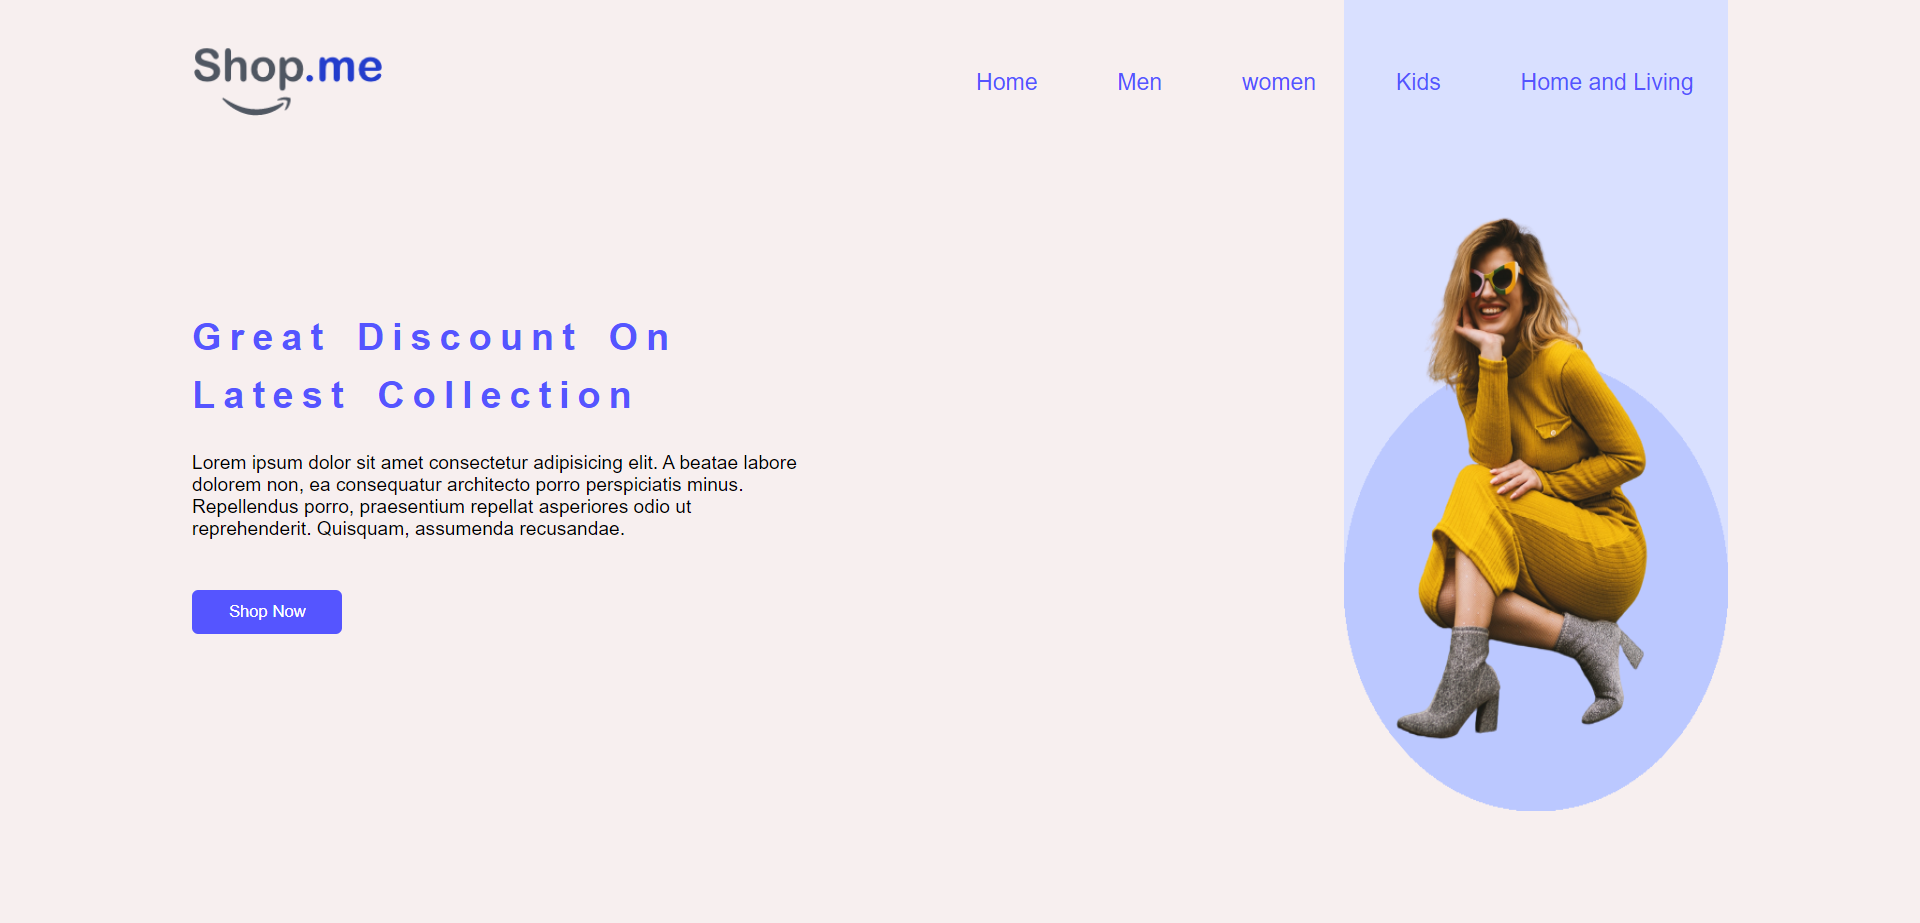 Shop.me
Home Men women Kids Home and Living
Great Discount On
Latest Collection
Lorem ipsum dolor sit amet consectetur adipisicing elit. A beatae labore
dolorem non, ea consequatur architecto porro perspiciatis minus.
Repellendus porro, praesentium repellat asperiores odio ut
reprehenderit. Quisquam, assumenda recusandae.
Shop Now